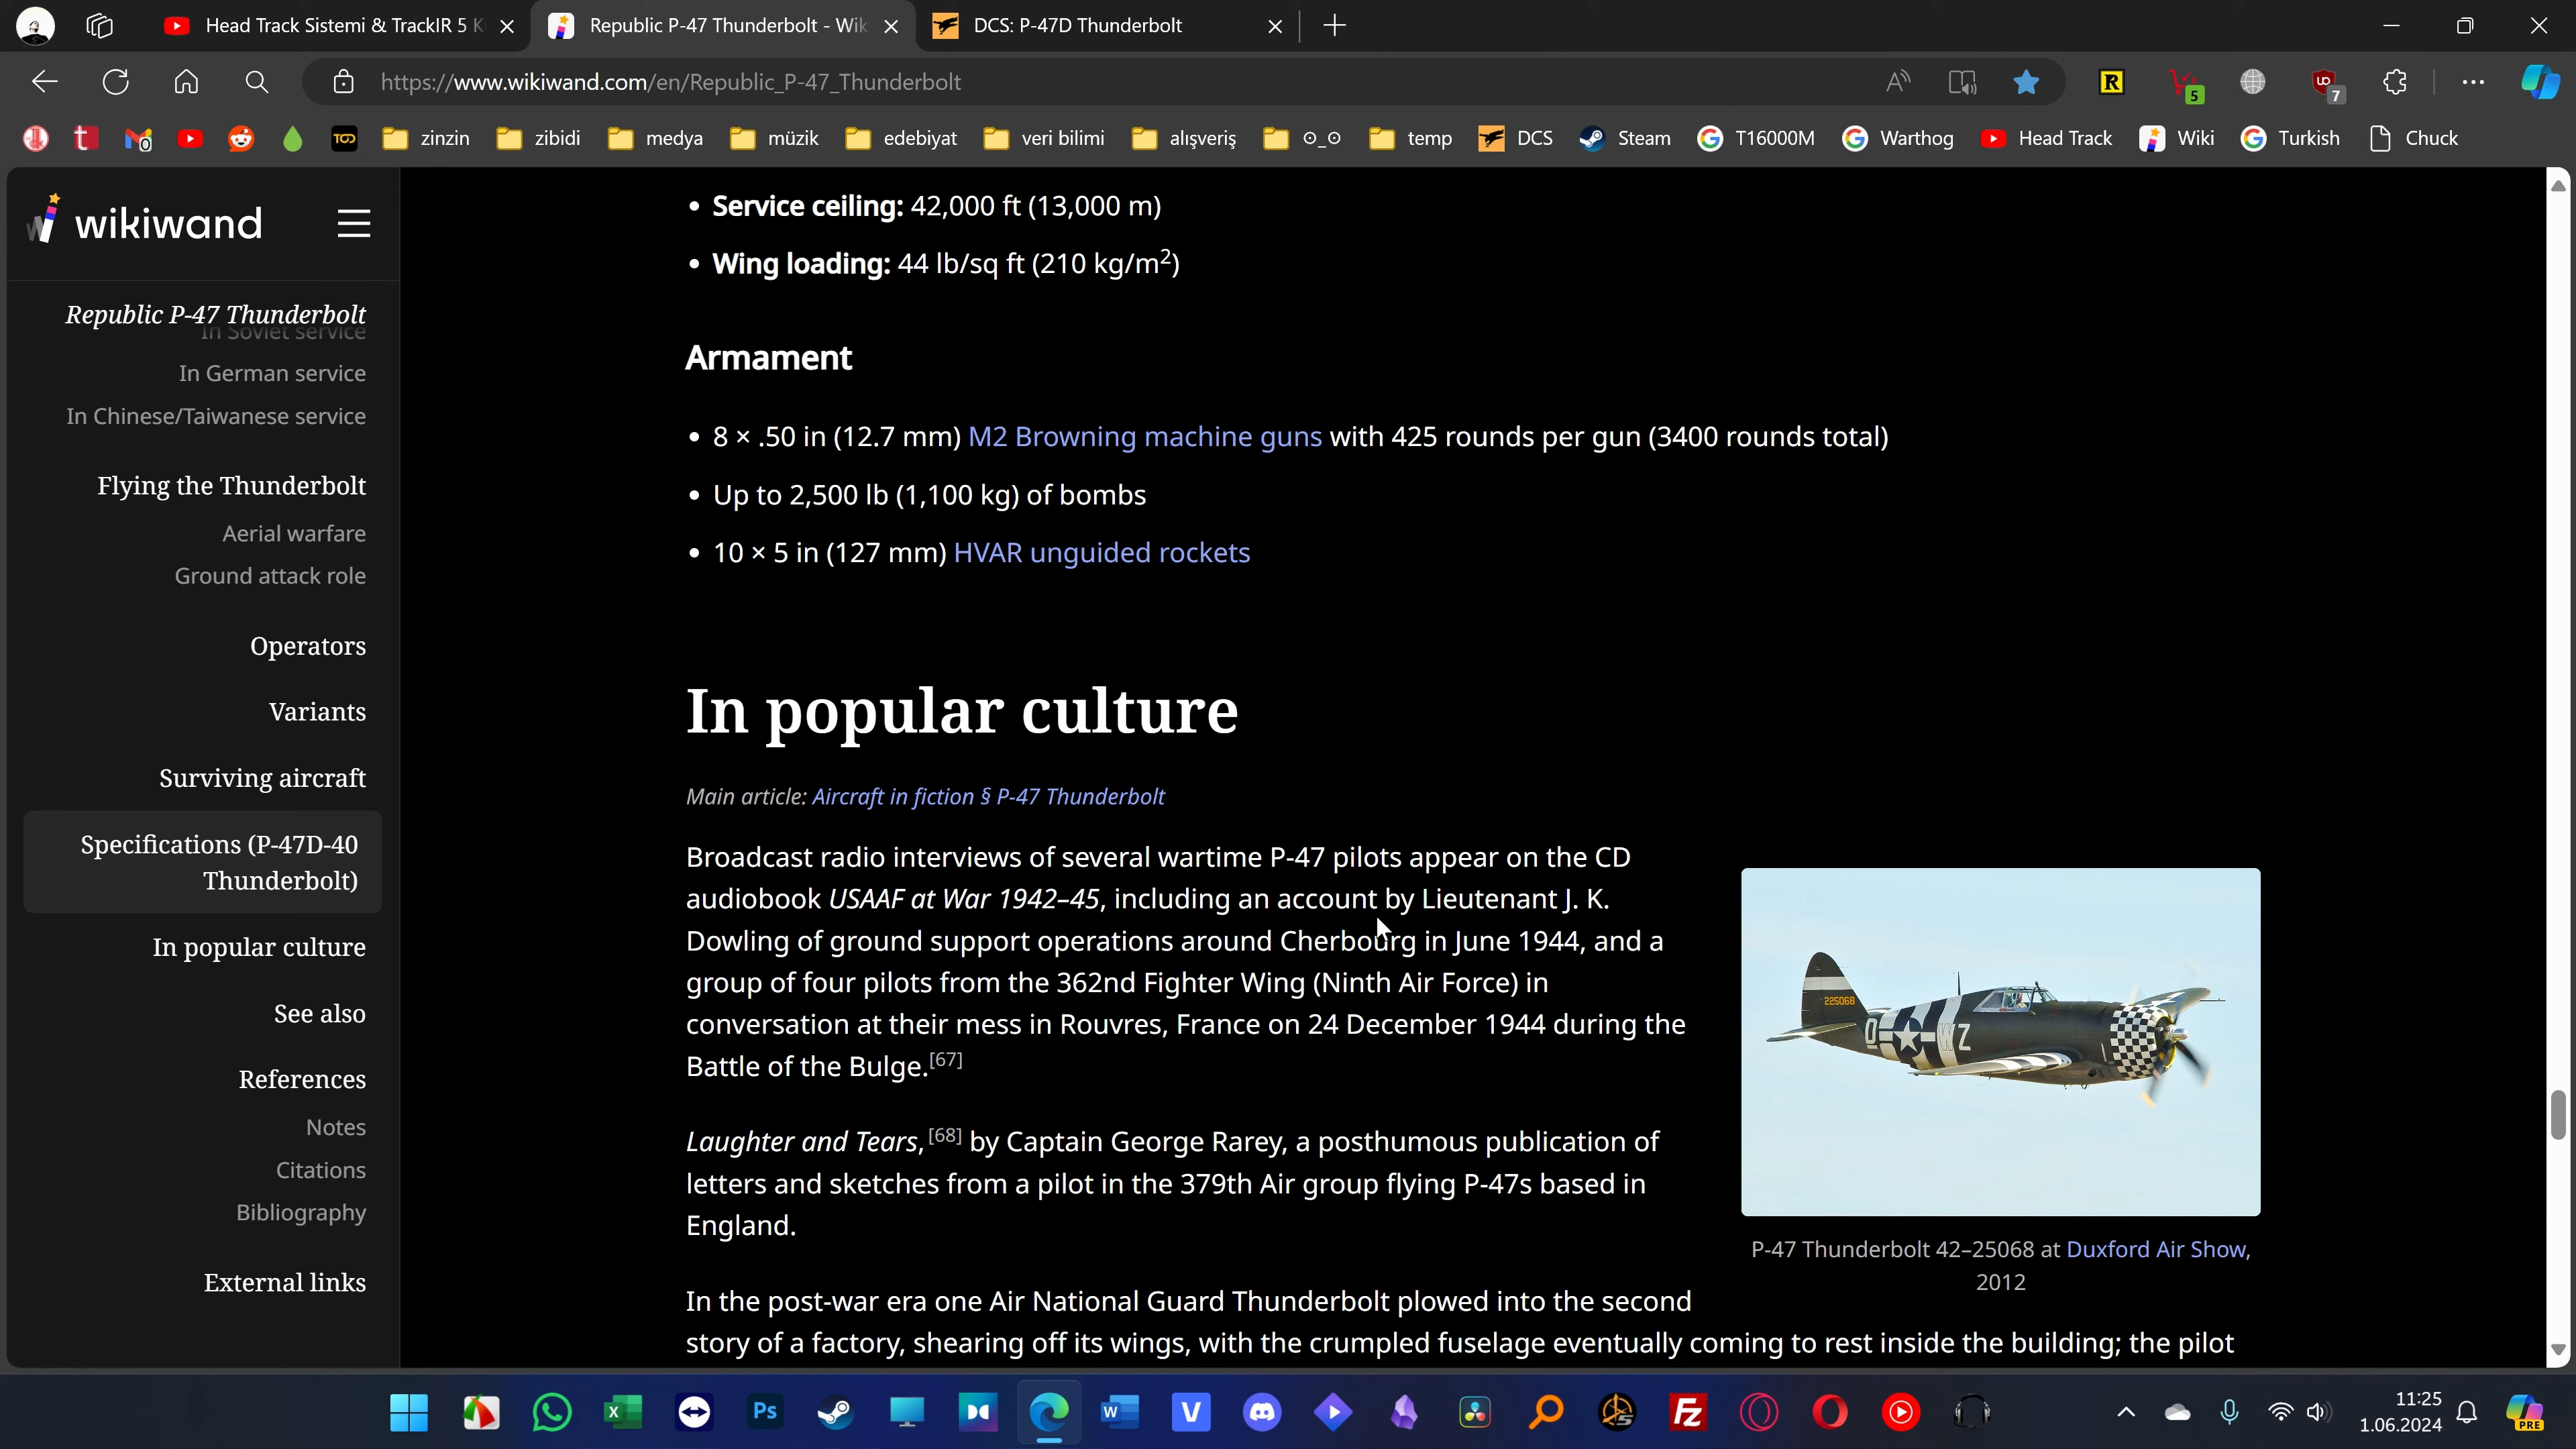 Head Track Sistemi & TrackIR 5 K
Republic P-47 Thunderbolt - Wik
DCS: P-47D Thunderbolt
https://www.wikiwand.com/en/Republic_P-47_Thunderbolt
5
7
0
TOD
zinzin
zibidi
medya
müzik
edebiyat
veri bilimi
alışveriş
⊙_⊙
temp
DCS
Steam
T16000M
Warthog
Head Track
Wiki
Turkish
Chuck
wikiwand
Republic P-47 Thunderbolt
In Soviet service
In German service
In Chinese/Taiwanese service
Flying the Thunderbolt
Aerial warfare
Ground attack role
Operators
Variants
Surviving aircraft
Specifications (P-47D-40
Thunderbolt)
In popular culture
See also
References
Notes
Citations
Bibliography
External links
• Service ceiling: 42,000 ft (13,000 m)
• Wing loading: 44 lb/sq ft (210 kg/m²)
Armament
• 8 × .50 in (12.7 mm) M2 Browning machine guns with 425 rounds per gun (3400 rounds total)
• Up to 2,500 lb (1,100 kg) of bombs
• 10 × 5 in (127 mm) HVAR unguided rockets
In popular culture
Main article: Aircraft in fiction § P-47 Thunderbolt
Broadcast radio interviews of several wartime P-47 pilots appear on the CD
audiobook USAAF at War 1942–45, including an account by Lieutenant J. K.
Dowling of ground support operations around Cherbourg in June 1944, and a
group of four pilots from the 362nd Fighter Wing (Ninth Air Force) in
conversation at their mess in Rouvres, France on 24 December 1944 during the
Battle of the Bulge.[67]
Laughter and Tears,[68] by Captain George Rarey, a posthumous publication of
letters and sketches from a pilot in the 379th Air group flying P-47s based in
England.
In the post-war era one Air National Guard Thunderbolt plowed into the second
story of a factory, shearing off its wings, with the crumpled fuselage eventually coming to rest inside the building; the pilot
225068
WZ
P-47 Thunderbolt 42–25068 at Duxford Air Show,
2012
Ps
11:25
1.06.2024
PRE